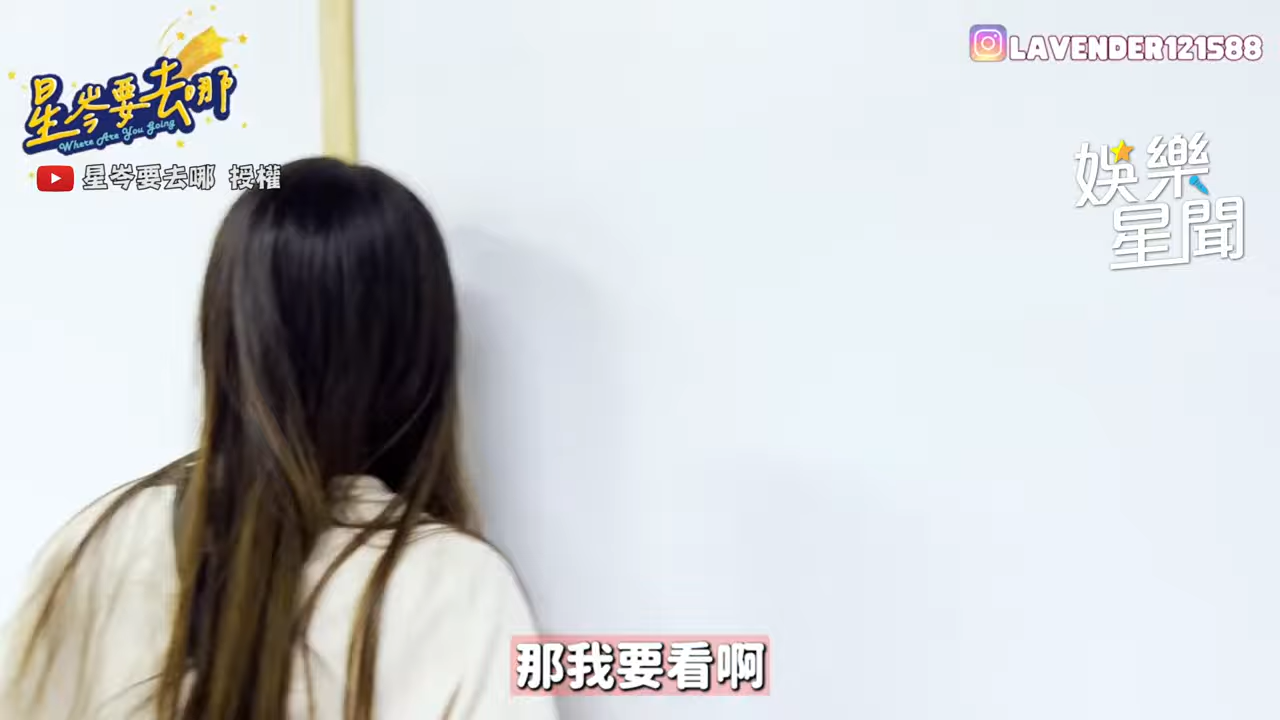 星岑要去哪
Where Are You Going
星岑要去哪 授權
LAVENDER121588
娛樂
星聞
那我要看啊